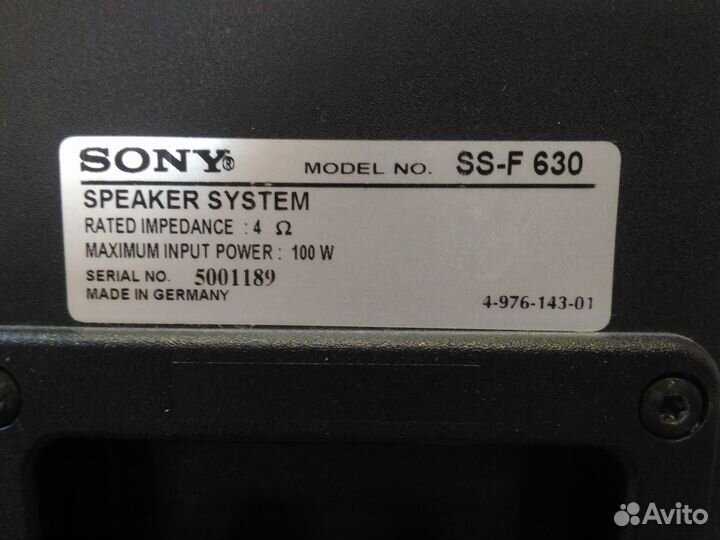 SONY® MODEL NO. SS-F 630
SPEAKER SYSTEM
RATED IMPEDANCE : 4 Ω
MAXIMUM INPUT POWER : 100 W
SERIAL NO. 5001189
MADE IN GERMANY 4-976-143-01
Avito